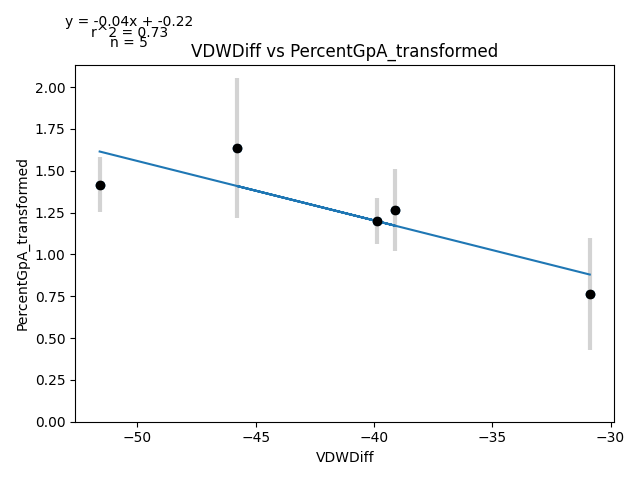 y = -0.04x + -0.22
r^2 = 0.73
n = 5
VDWDiff vs PercentGpA_transformed
PercentGpA_transformed
2.00
1.75
1.50
1.25
1.00
0.75
0.50
0.25
0.00
−50
−45
−40
−35
−30
VDWDiff